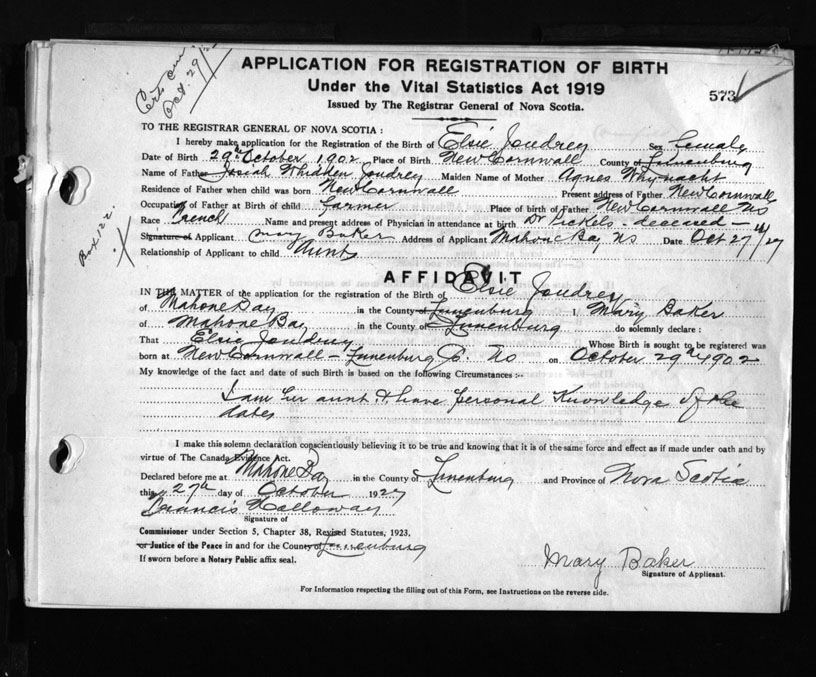 Certs
Oct. 29/
APPLICATION FOR REGISTRATION OF BIRTH
Under the Vital Statistics Act 1919
573
Issued by The Registrar General of Nova Scotia.
TO THE REGISTRAR GENERAL OF NOVA SCOTIA :
I hereby make application for the Registration of the Birth of Elsie Joudrey Sex female
Date of Birth 29th October 1902 Place of Birth New Cornwall County of Lunenburg
Name of Father Josiah Whidden Joudrey Maiden Name of Mother Agnes Whynacht
Residence of Father when child was born New Cornwall Present address of Father New Cornwall
Occupation of Father at Birth of child Farmer Place of birth of Father New Cornwall NS
Race French Name and present address of Physician in attendance at birth Dr Pickels - deceased -
Signature of Applicant Mary Baker Address of Applicant Mahone Bay NS Date Oct 27th/27
Relationship of Applicant to child Aunt
Box 22.
AFFIDAVIT
IN THE MATTER of the application for the registration of the Birth of Elsie Joudrey
of Mahone Bay in the County of Lunenburg I, Mary Baker
of Mahone Bay in the County of Lunenburg do solemnly declare :
That Elsie Joudrey Whose Birth is sought to be registered was
born at New Cornwall - Lunenburg Co. NS on October 29th 1902
My knowledge of the fact and date of such Birth is based on the following Circumstances :-
I am her aunt & have personal Knowledge of the
dates
I make this solemn declaration conscientiously believing it to be true and knowing that it is of the same force and effect as if made under oath and by
virtue of The Canada Evidence Act.
Declared before me at Mahone Bay in the County of Lunenburg and Province of Nova Scotia
this 27th day of October 1927
Francis Holloway
Signature of
Commissioner under Section 5, Chapter 38, Revised Statutes, 1923,
or Justice of the Peace in and for the County of Lunenburg
If sworn before a Notary Public affix seal.
Mary Baker
Signature of Applicant.
For Information respecting the filling out of this Form, see Instructions on the reverse side.